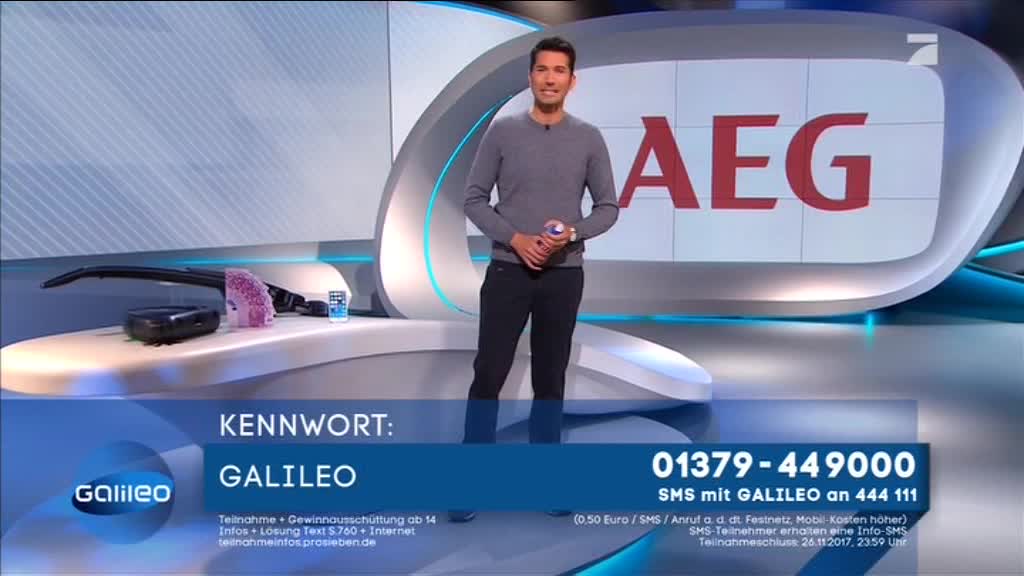 AEG
KENNWORT:
GALILEO
01379-449000
SMS mit GALILEO an 444 111
Galileo
Teilnahme + Gewinnausschüttung ab 14
Infos + Lösung Text S.760 + Internet
teilnahmeinfos.prosieben.de
(0,50 Euro / SMS / Anruf a. d. dt. Festnetz, Mobil-Kosten höher)
SMS-Teilnehmer erhalten eine Info-SMS
Teilnahmeschluss: 26.11.2017, 23:59 Uhr